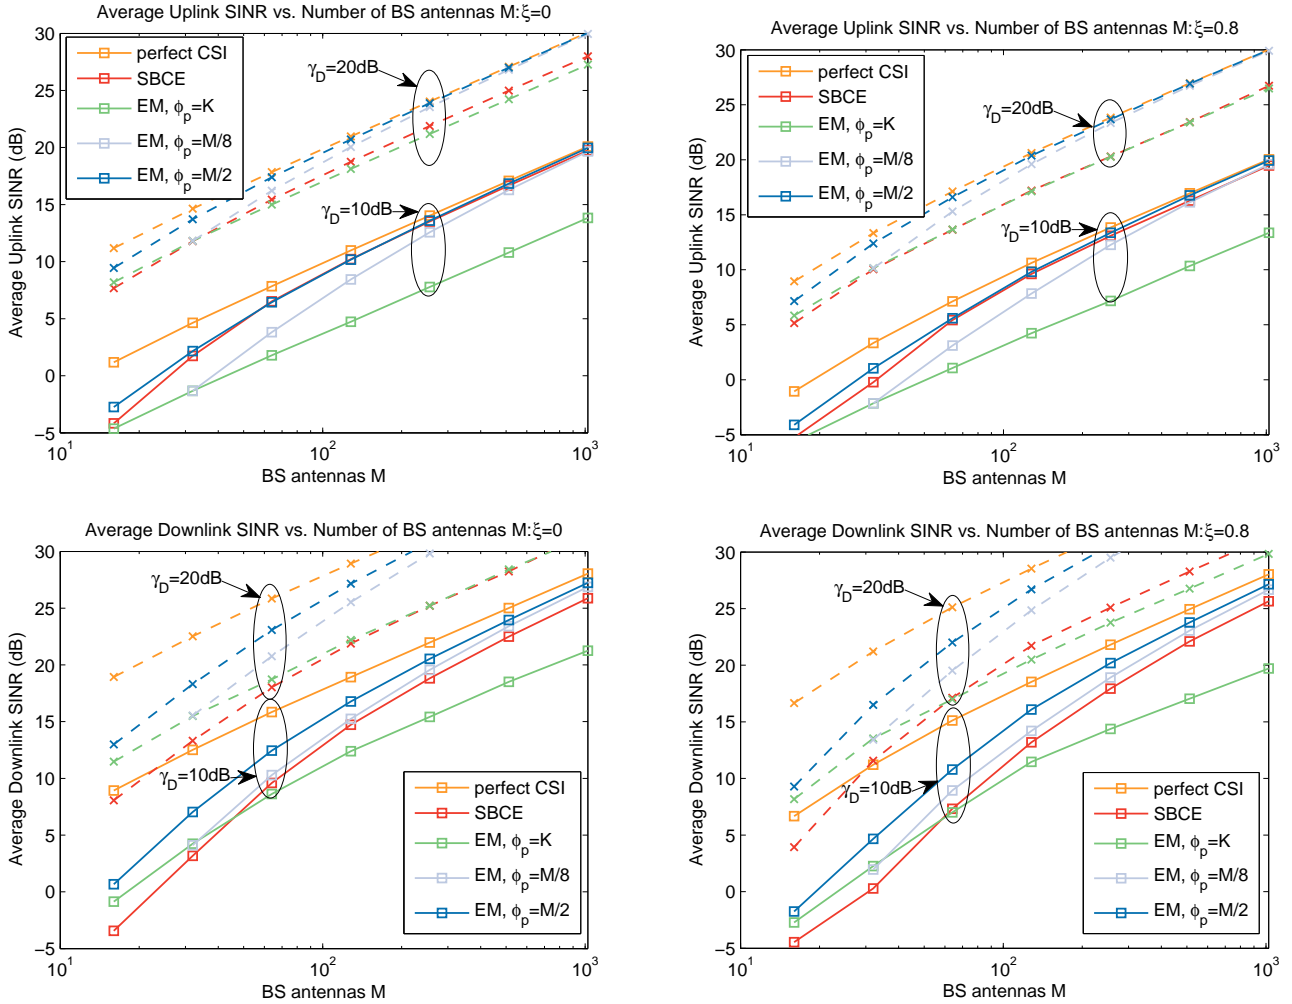 Average Uplink SINR vs. Number of BS antennas M:ξ=0
30
25
20
15
10
5
0
−5
Average Uplink SINR (dB)
perfect CSI
SBCE
EM, ϕp=K
EM, ϕp=M/8
EM, ϕp=M/2
γD=20dB
γD=10dB
10^1
10^2
10^3
BS antennas M
Average Uplink SINR vs. Number of BS antennas M:ξ=0.8
30
25
20
15
10
5
0
−5
Average Uplink SINR (dB)
perfect CSI
SBCE
EM, ϕp=K
EM, ϕp=M/8
EM, ϕp=M/2
γD=20dB
γD=10dB
10^1
10^2
10^3
BS antennas M
Average Downlink SINR vs. Number of BS antennas M:ξ=0
30
25
20
15
10
5
0
−5
Average Downlink SINR (dB)
γD=20dB
γD=10dB
perfect CSI
SBCE
EM, ϕp=K
EM, ϕp=M/8
EM, ϕp=M/2
10^1
10^2
10^3
BS antennas M
Average Downlink SINR vs. Number of BS antennas M:ξ=0.8
30
25
20
15
10
5
0
−5
Average Downlink SINR (dB)
γD=20dB
γD=10dB
perfect CSI
SBCE
EM, ϕp=K
EM, ϕp=M/8
EM, ϕp=M/2
10^1
10^2
10^3
BS antennas M